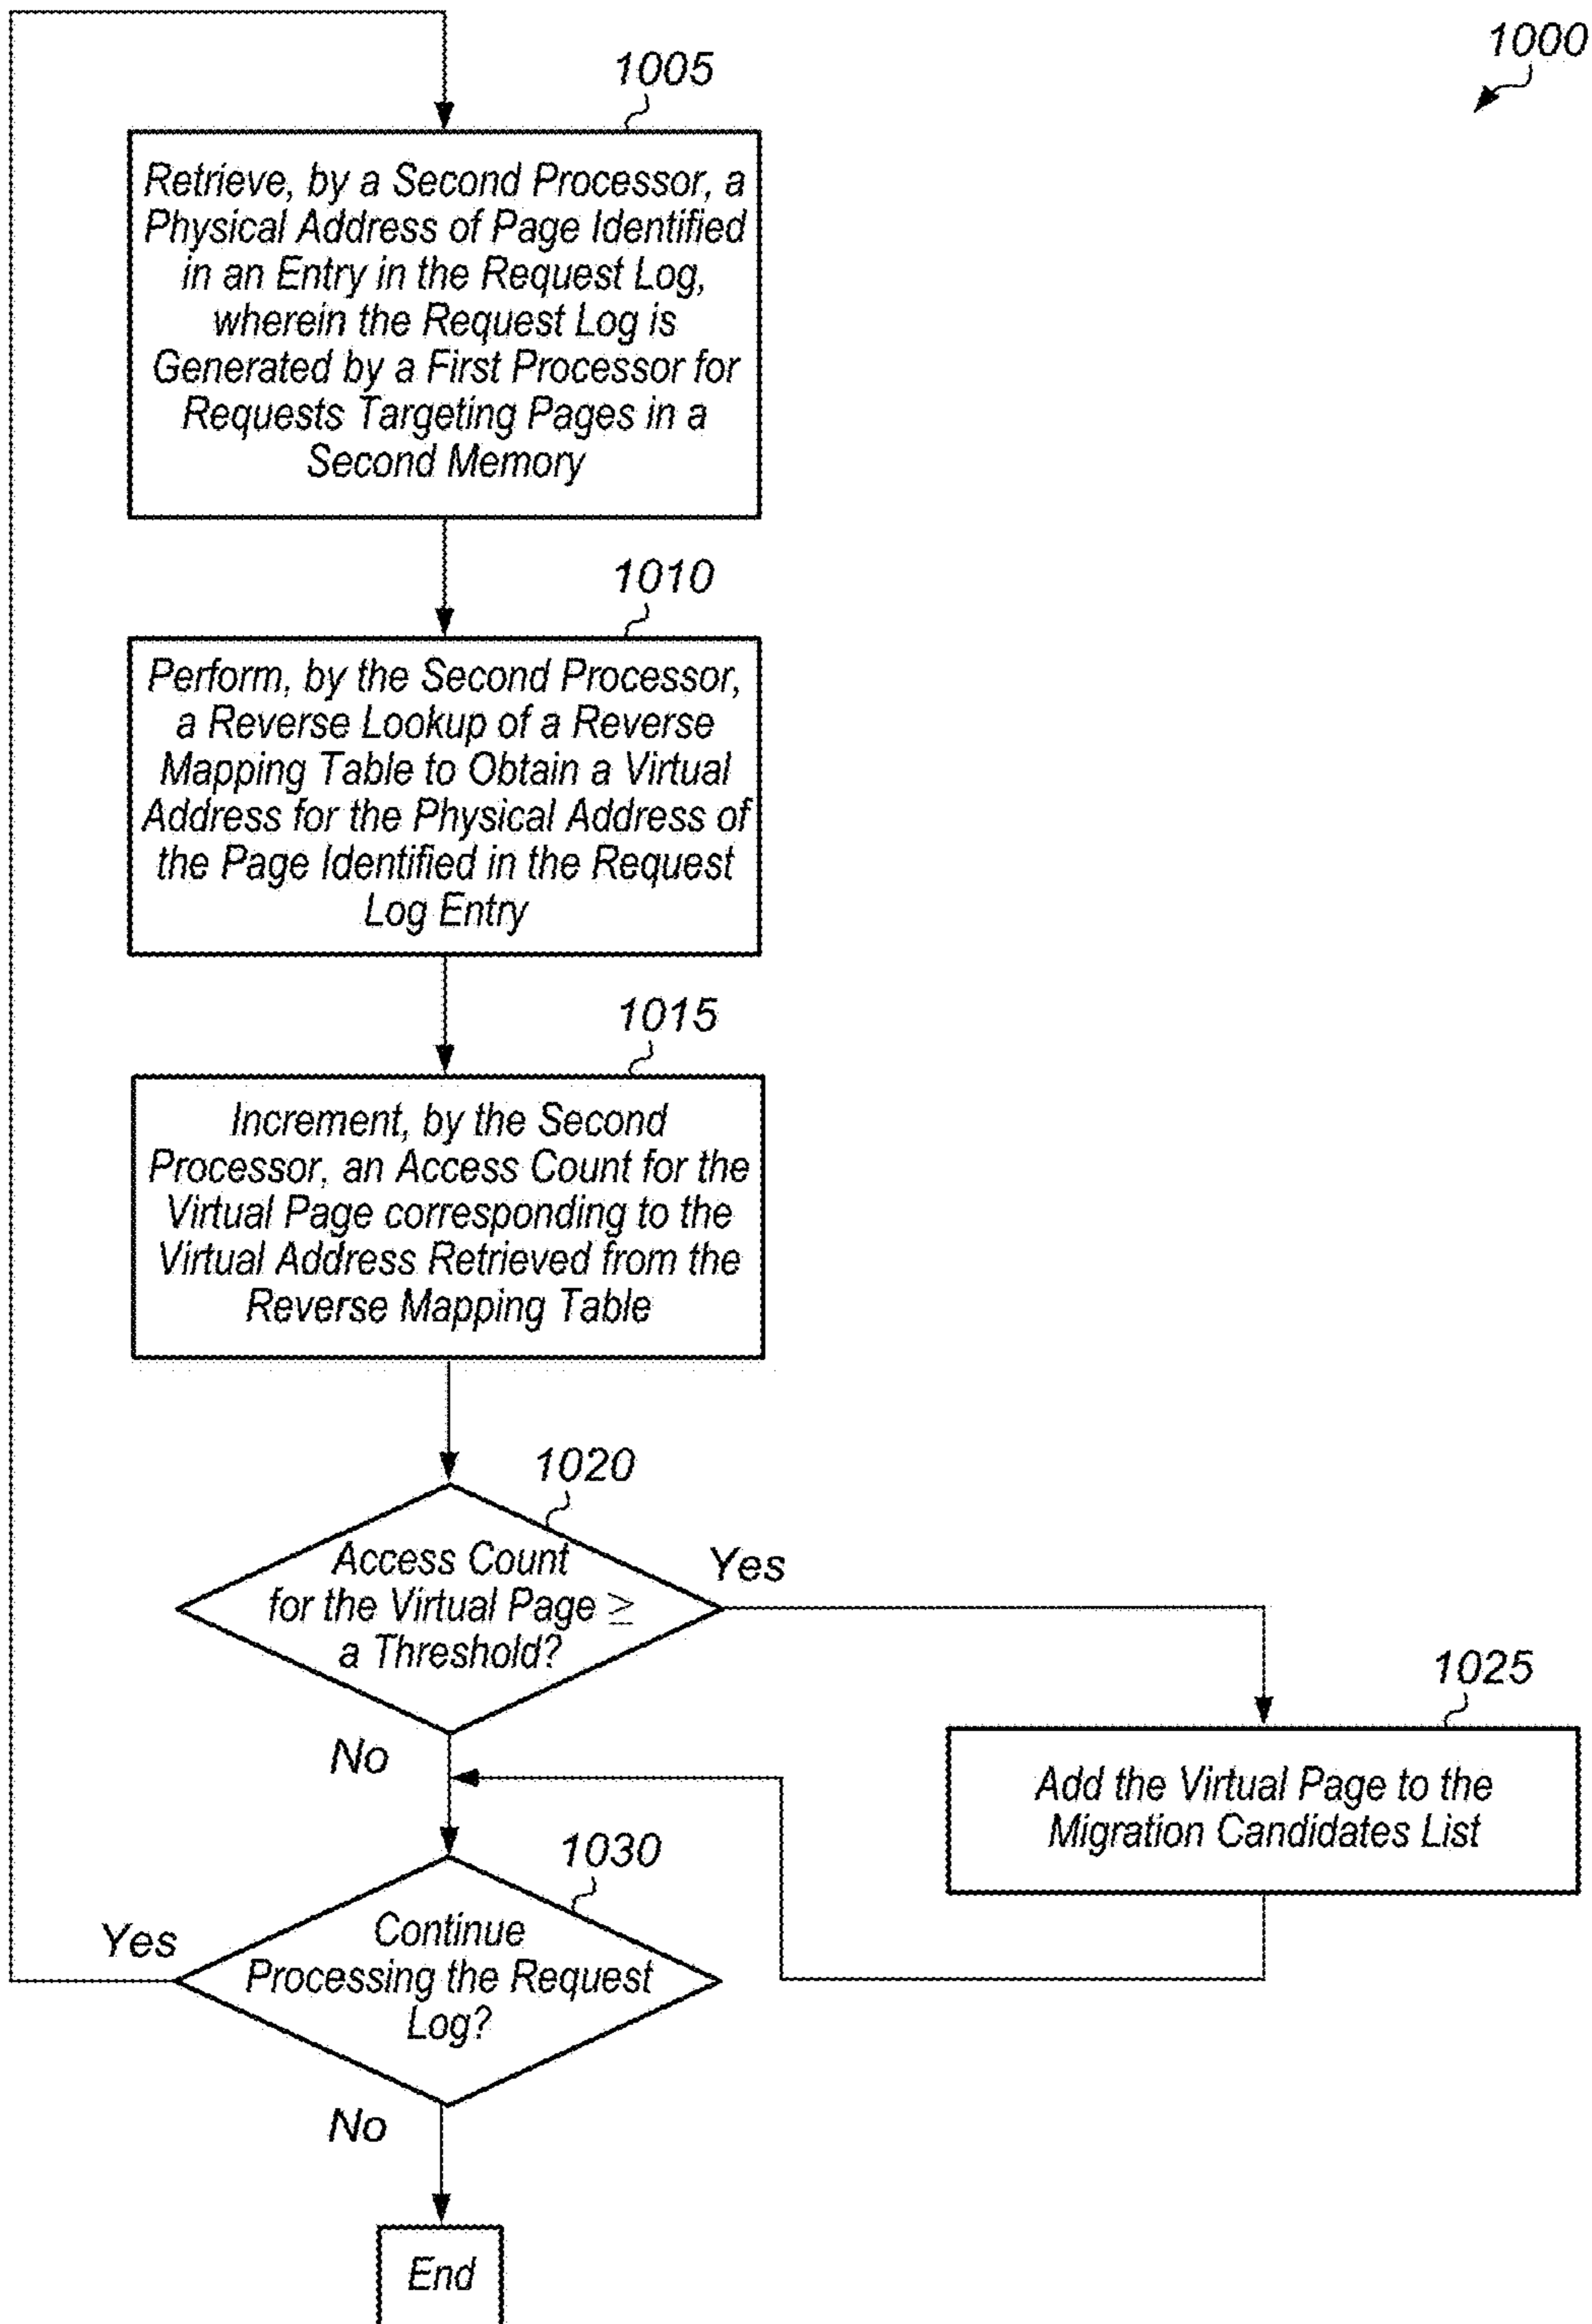 1000
1005
Retrieve, by a Second Processor, a
Physical Address of Page Identified
in an Entry in the Request Log,
wherein the Request Log is
Generated by a First Processor for
Requests Targeting Pages in a
Second Memory
1010
Perform, by the Second Processor,
a Reverse Lookup of a Reverse
Mapping Table to Obtain a Virtual
Address for the Physical Address of
the Page Identified in the Request
Log Entry
1015
Increment, by the Second
Processor, an Access Count for the
Virtual Page corresponding to the
Virtual Address Retrieved from the
Reverse Mapping Table
1020
Access Count
for the Virtual Page ≥
a Threshold?
Yes
No
1025
Add the Virtual Page to the
Migration Candidates List
1030
Continue
Processing the Request
Log?
Yes
No
End